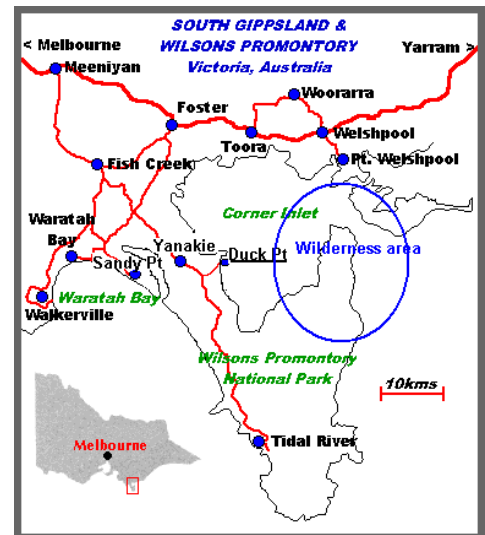 SOUTH GIPPSLAND &
WILSONS PROMONTORY
Victoria, Australia
< Melbourne
Yarram >
Meeniyan
Woorarra
Foster
Toora
Welshpool
Pt. Welshpool
Fish Creek
Corner Inlet
Waratah
Bay
Yanakie
Duck Pt
Wilderness area
Sandy Pt
Waratah Bay
Walkerville
Wilsons Promontory
National Park
10kms
Tidal River
Melbourne